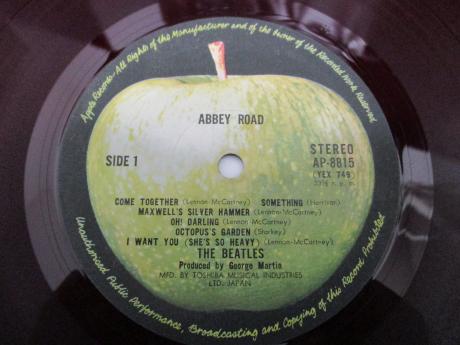 Apple Records-All Rights of the Manufacturer and of the Owner of the Recorded Work Reserved
ABBEY ROAD
SIDE 1
STEREO
AP-8815
(YEX 749)
33⅓ r.p.m.
COME TOGETHER (Lennon-McCartney) SOMETHING (Harrison)
MAXWELL'S SILVER HAMMER (Lennon-McCartney)
OH! DARLING (Lennon-McCartney)
OCTOPUS'S GARDEN (Starkey)
I WANT YOU (SHE'S SO HEAVY) (Lennon-McCartney)
THE BEATLES
Produced by George Martin
MFD. BY TOSHIBA MUSICAL INDUSTRIES
LTD. JAPAN
Unauthorised Public Performance, Broadcasting and Copying of this Record Prohibited